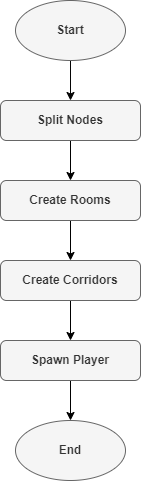 Start
Split Nodes
Create Rooms
Create Corridors
Spawn Player
End